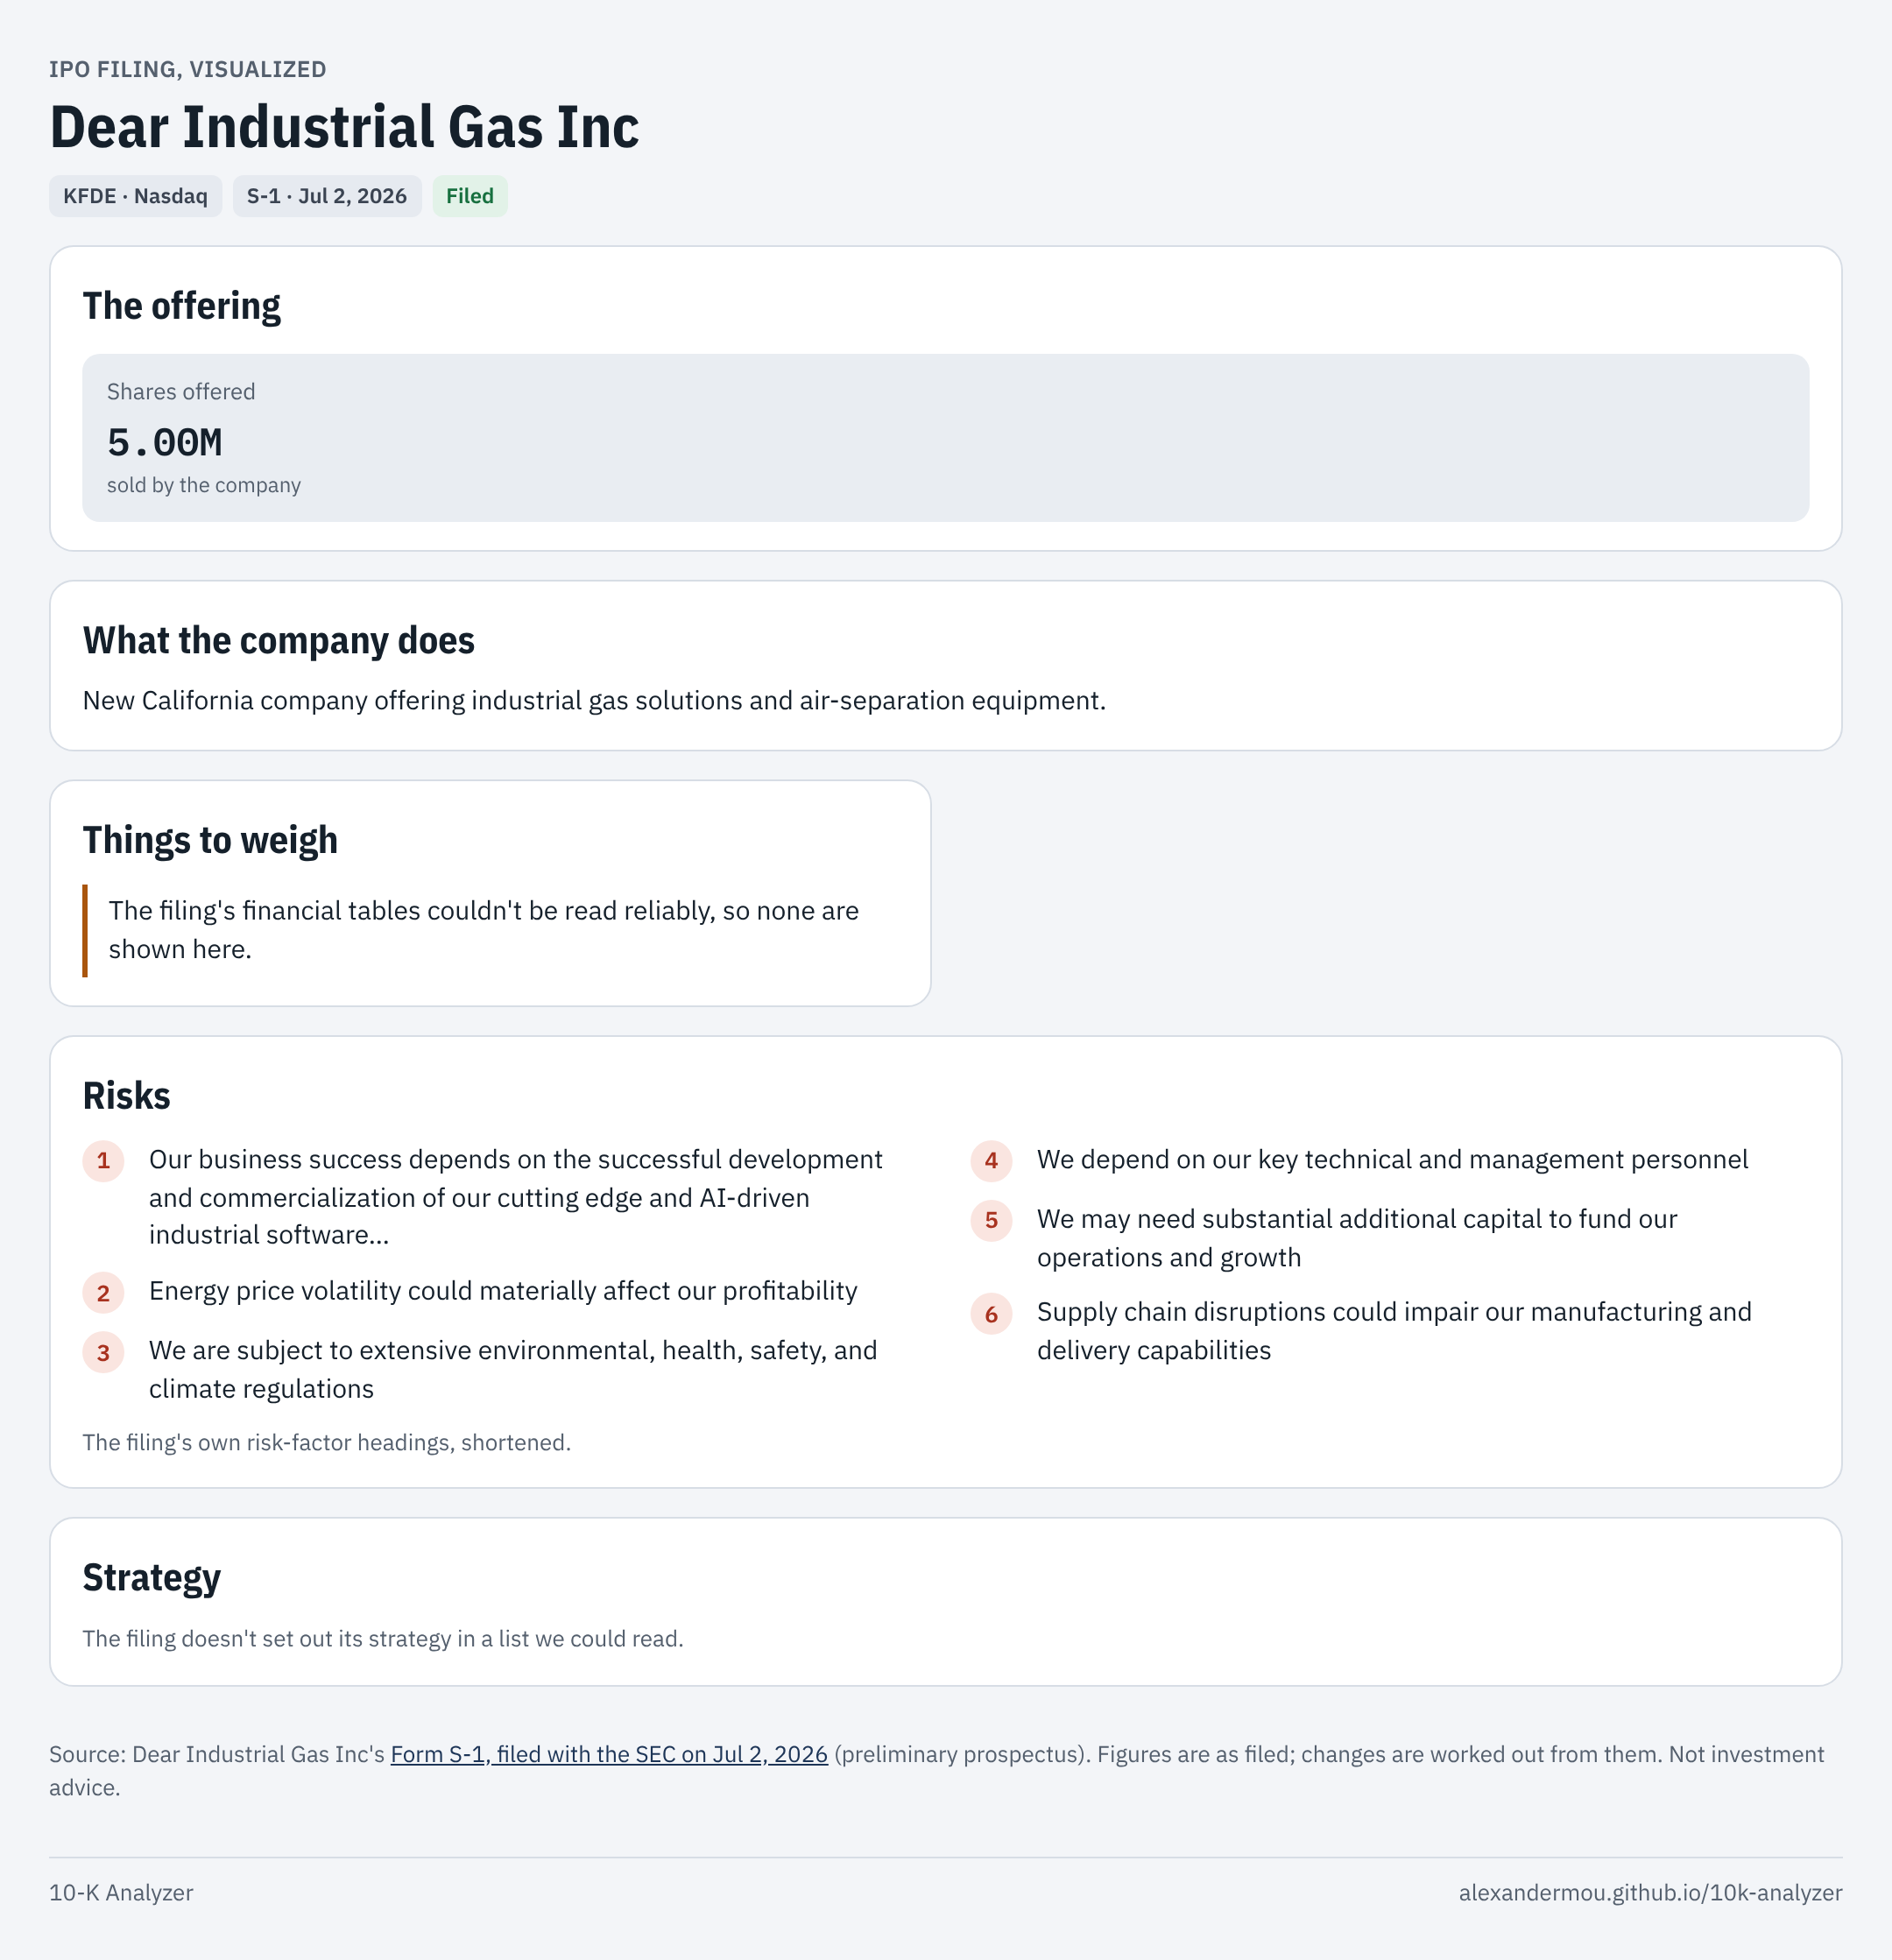 IPO FILING, VISUALIZED
Dear Industrial Gas Inc
KFDE · Nasdaq
S-1 · Jul 2, 2026
Filed
The offering
Shares offered
5.00M
sold by the company
What the company does
New California company offering industrial gas solutions and air-separation equipment.
Things to weigh
The filing's financial tables couldn't be read reliably, so none are
shown here.
Risks
1 Our business success depends on the successful development
and commercialization of our cutting edge and AI-driven
industrial software…
2 Energy price volatility could materially affect our profitability
3 We are subject to extensive environmental, health, safety, and
climate regulations
4 We depend on our key technical and management personnel
5 We may need substantial additional capital to fund our
operations and growth
6 Supply chain disruptions could impair our manufacturing and
delivery capabilities
The filing's own risk-factor headings, shortened.
Strategy
The filing doesn't set out its strategy in a list we could read.
Source: Dear Industrial Gas Inc's Form S-1, filed with the SEC on Jul 2, 2026 (preliminary prospectus). Figures are as filed; changes are worked out from them. Not investment
advice.
10-K Analyzer
alexandermou.github.io/10k-analyzer